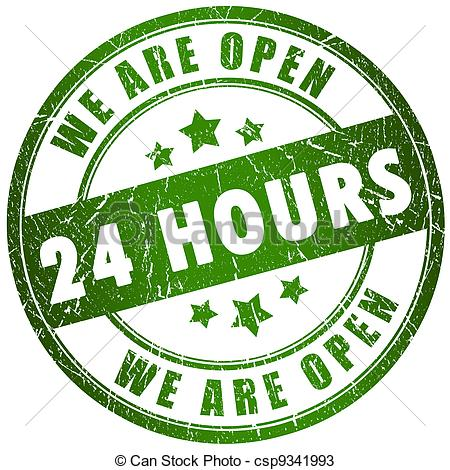 WE ARE OPEN
24 HOURS
WE ARE OPEN
© Can Stock Photo - csp9341993